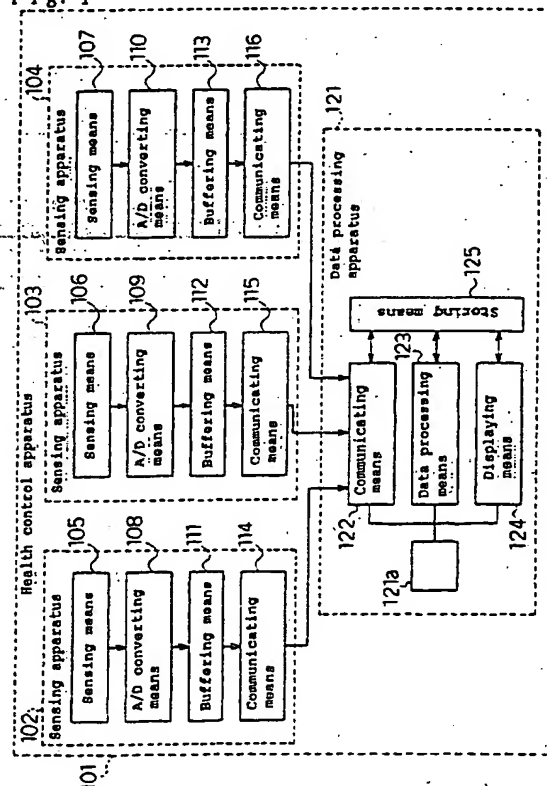 Fig. 1
Health control apparatus
101
102
Sensing apparatus
105
Sensing means
108
A/D converting
means
111
Buffering means
114
Communicating
means
103
Sensing apparatus
106
Sensing means
109
A/D converting
means
112
Buffering means
115
Communicating
means
104
Sensing apparatus
107
Sensing means
110
A/D converting
means
113
Buffering means
116
Communicating
means
121
Data processing
apparatus
122
Communicating
means
123
Data processing
means
124
Displaying
means
125
Storing means
121a